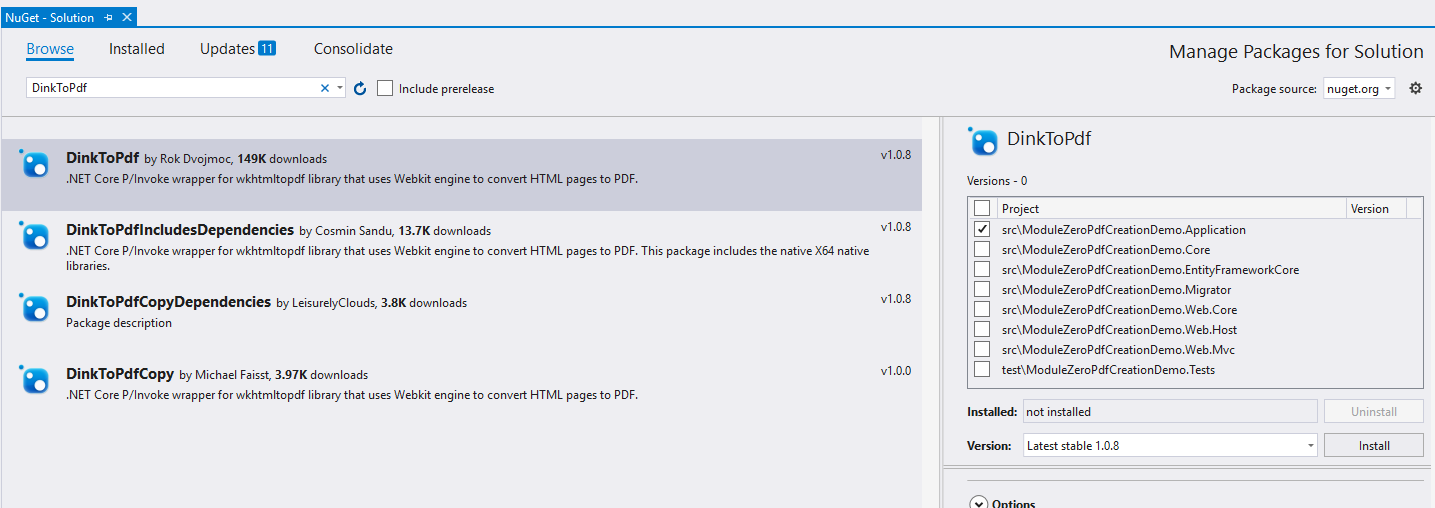 NuGet - Solution
Browse Installed Updates 11 Consolidate
Manage Packages for Solution
DinkToPdf
Include prerelease
Package source: nuget.org
DinkToPdf by Rok Dvojmoc, 149K downloads v1.0.8
.NET Core P/Invoke wrapper for wkhtmltopdf library that uses Webkit engine to convert HTML pages to PDF.
DinkToPdfIncludesDependencies by Cosmin Sandu, 13.7K downloads v1.0.8
.NET Core P/Invoke wrapper for wkhtmltopdf library that uses Webkit engine to convert HTML pages to PDF. This package includes the native X64 native
libraries.
DinkToPdfCopyDependencies by LeisurelyClouds, 3.8K downloads v1.0.8
Package description
DinkToPdfCopy by Michael Faisst, 3.97K downloads v1.0.0
.NET Core P/Invoke wrapper for wkhtmltopdf library that uses Webkit engine to convert HTML pages to PDF.
DinkToPdf
Versions - 0
Project Version
src\ModuleZeroPdfCreationDemo.Application
src\ModuleZeroPdfCreationDemo.Core
src\ModuleZeroPdfCreationDemo.EntityFrameworkCore
src\ModuleZeroPdfCreationDemo.Migrator
src\ModuleZeroPdfCreationDemo.Web.Core
src\ModuleZeroPdfCreationDemo.Web.Host
src\ModuleZeroPdfCreationDemo.Web.Mvc
test\ModuleZeroPdfCreationDemo.Tests
Installed: not installed Uninstall
Version: Latest stable 1.0.8 Install
Options